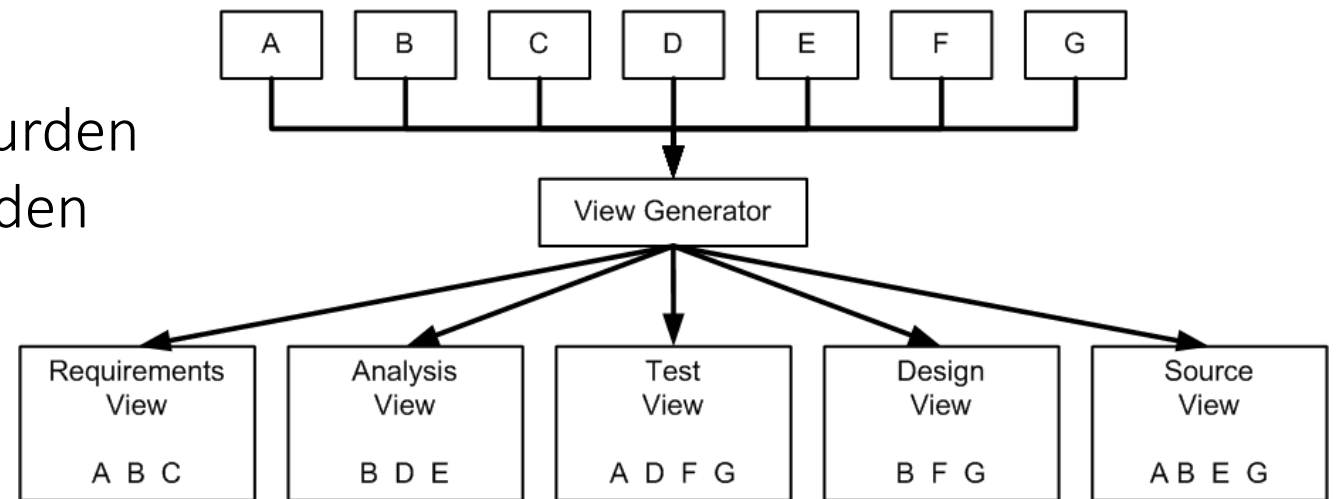 A B C D E F G
urden
den
View Generator
Requirements
View
A B C
Analysis
View
B D E
Test
View
A D F G
Design
View
B F G
Source
View
A B E G